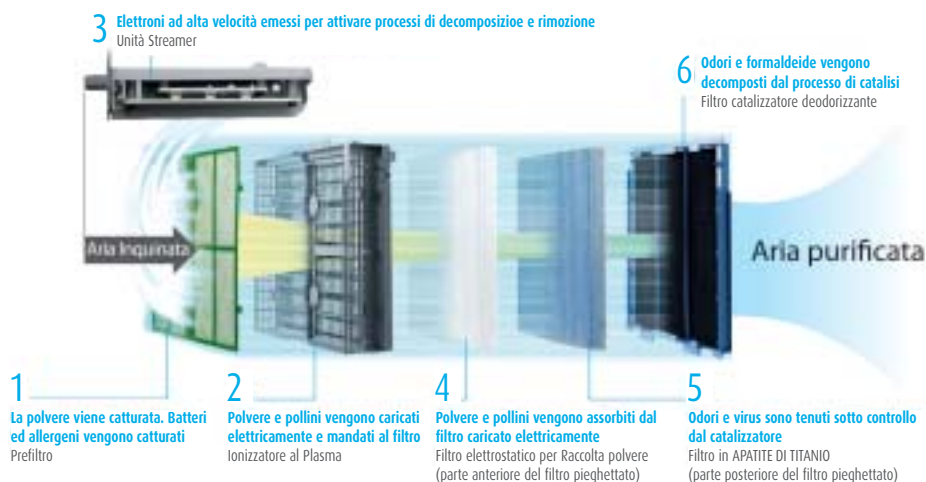 3 Elettroni ad alta velocità emessi per attivare processi di decomposizioe e rimozione
Unità Streamer
6 Odori e formaldeide vengono
decomposti dal processo di catalisi
Filtro catalizzatore deodorizzante
Aria Inquinata
Aria purificata
1
La polvere viene catturata. Batteri
ed allergeni vengono catturati
Prefiltro
2
Polvere e pollini vengono caricati
elettricamente e mandati al filtro
Ionizzatore al Plasma
4
Polvere e pollini vengono assorbiti dal
filtro caricato elettricamente
Filtro elettrostatico per Raccolta polvere
(parte anteriore del filtro pieghettato)
5
Odori e virus sono tenuti sotto controllo
dal catalizzatore
Filtro in APATITE DI TITANIO
(parte posteriore del filtro pieghettato)